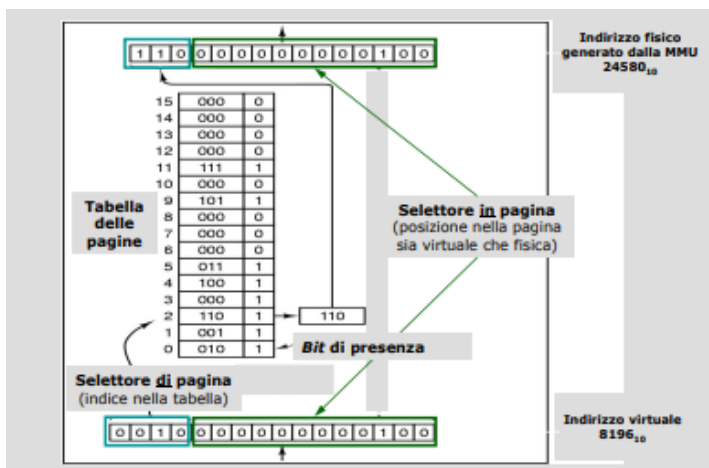 1 1 0 0 0 0 0 0 0 0 0 0 1 0 0
Indirizzo fisico
generato dalla MMU
24580₁₀
15 000 0
14 000 0
13 000 0
12 000 0
11 111 1
10 000 0
9 101 1
8 000 0
7 000 0
6 000 0
5 011 1
4 100 1
3 000 1
2 110 1 110
1 001 1
0 010 1
Tabella
delle
pagine
Selettore in pagina
(posizione nella pagina
sia virtuale che fisica)
Bit di presenza
Selettore di pagina
(indice nella tabella)
0 0 1 0 0 0 0 0 0 0 0 0 0 1 0 0
Indirizzo virtuale
8196₁₀